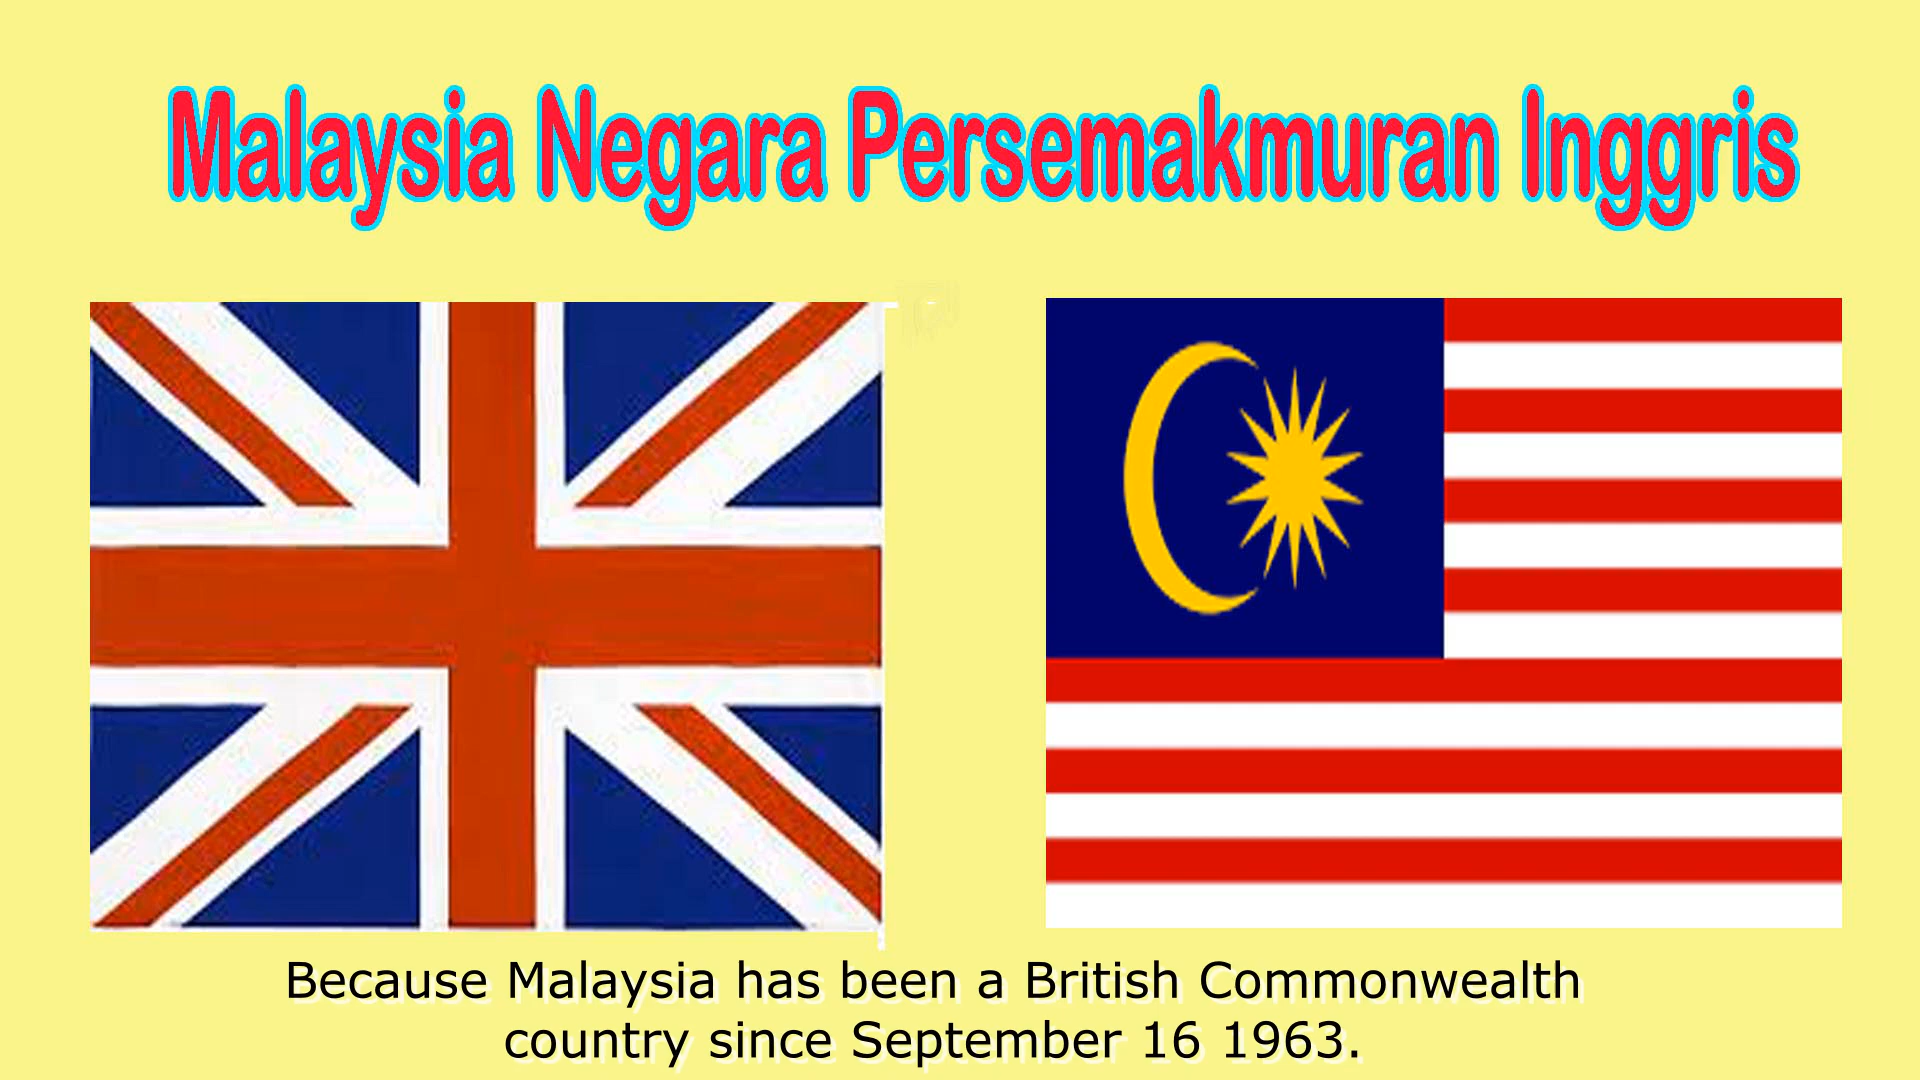 Malaysia Negara Persemakmuran Inggris
Because Malaysia has been a British Commonwealth
country since September 16 1963.